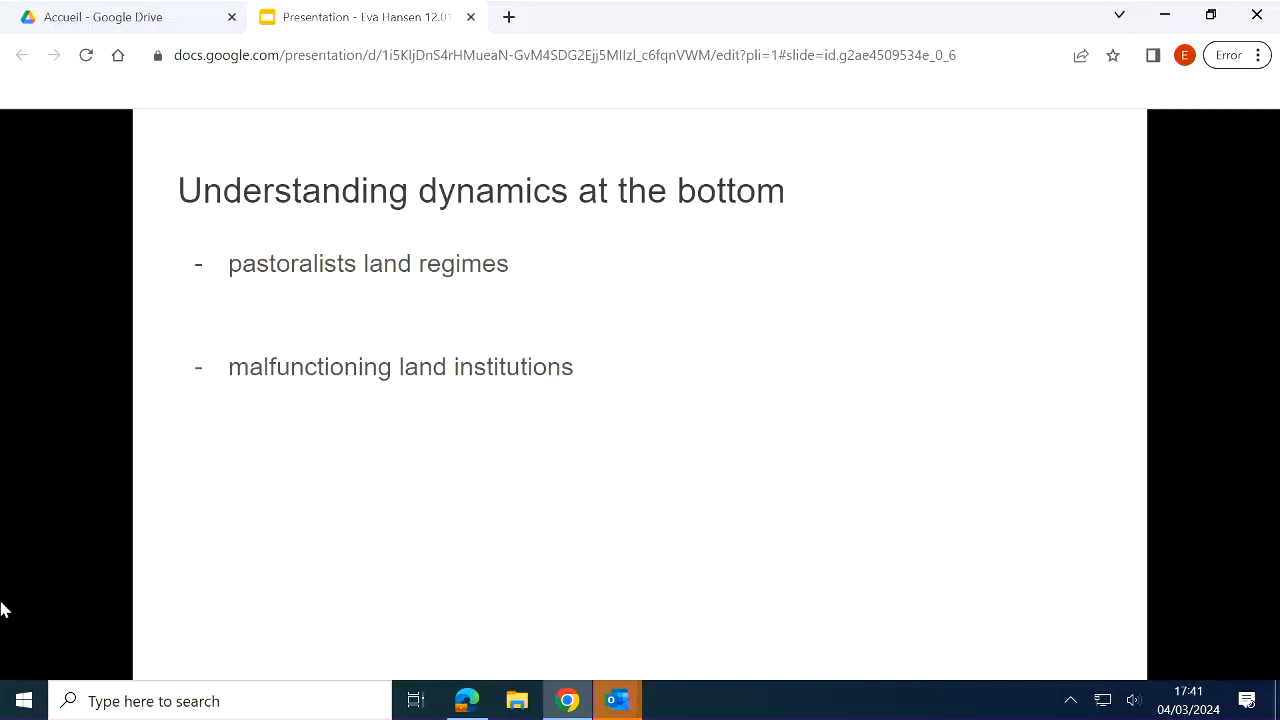 Accueil - Google Drive
Presentation - Eva Hansen 12.01
docs.google.com/presentation/d/1i5KIjDnS4rHMueaN-GvM4SDG2Ejj5MIIzl_c6fqnVWM/edit?pli=1#slide=id.g2ae4509534e_0_6
E
Error
Understanding dynamics at the bottom
- pastoralists land regimes
- malfunctioning land institutions
Type here to search
17:41
04/03/2024